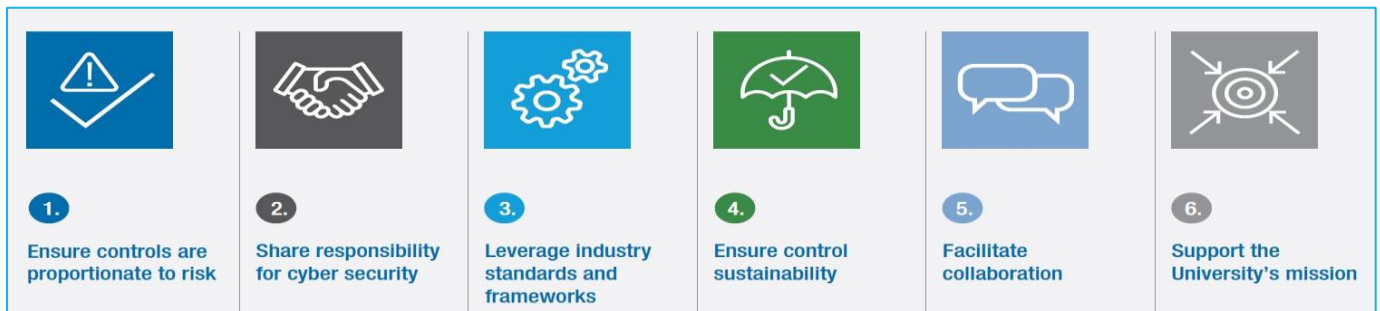 1.
Ensure controls are
proportionate to risk
2.
Share responsibility
for cyber security
3.
Leverage industry
standards and
frameworks
4.
Ensure control
sustainability
5.
Facilitate
collaboration
6.
Support the
University's mission